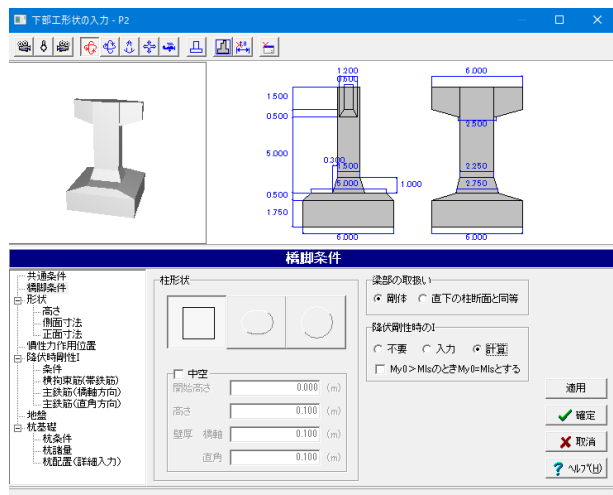 下部工形状の入力 - P2
1.200
0.500
6.000
1.500
0.500
2.500
5.000
0.300
1.500
2.250
5.000
2.750
1.000
0.500
1.750
6.000
6.000
橋脚条件
共通条件
橋脚条件
形状
高さ
側面寸法
正面寸法
慣性力作用位置
降伏時剛性I
条件
横拘束筋(帯鉄筋)
主鉄筋(橋軸方向)
主鉄筋(直角方向)
地盤
杭基礎
杭条件
杭諸量
杭配置(詳細入力)
柱形状
中空
開始高さ 0.000 (m)
高さ 0.100 (m)
壁厚 橋軸 0.100 (m)
直角 0.100 (m)
梁部の取扱い
剛体 直下の柱断面と同等
降伏剛性時のI
不要 入力 計算
My0>MlsのときMy0=Mlsとする
適用
確定
取消
ヘルプ(H)